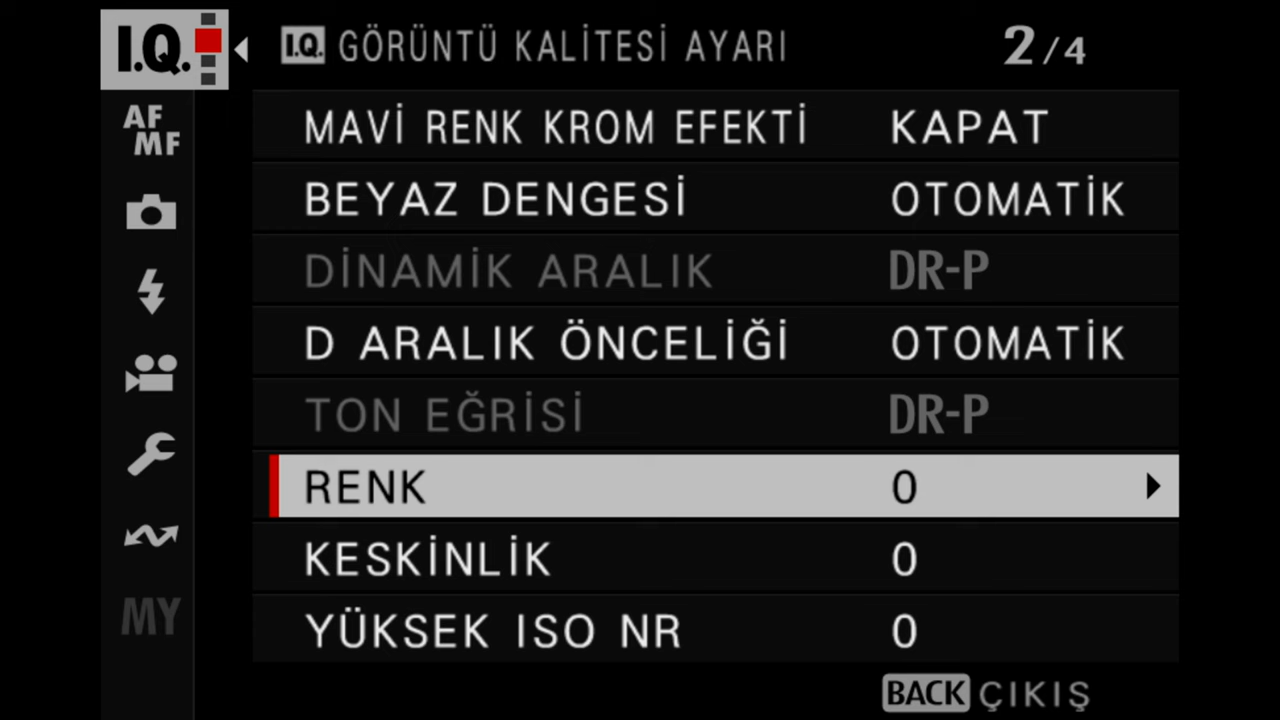 I.Q. I.Q. GÖRÜNTÜ KALİTESİ AYARI 2/4
AF
MF
MAVİ RENK KROM EFEKTİ KAPAT
BEYAZ DENGESİ OTOMATİK
DİNAMİK ARALIK DR-P
D ARALIK ÖNCELİĞİ OTOMATİK
TON EĞRİSİ DR-P
RENK 0
KESKİNLİK 0
YÜKSEK ISO NR 0
MY
BACK ÇIKIŞ